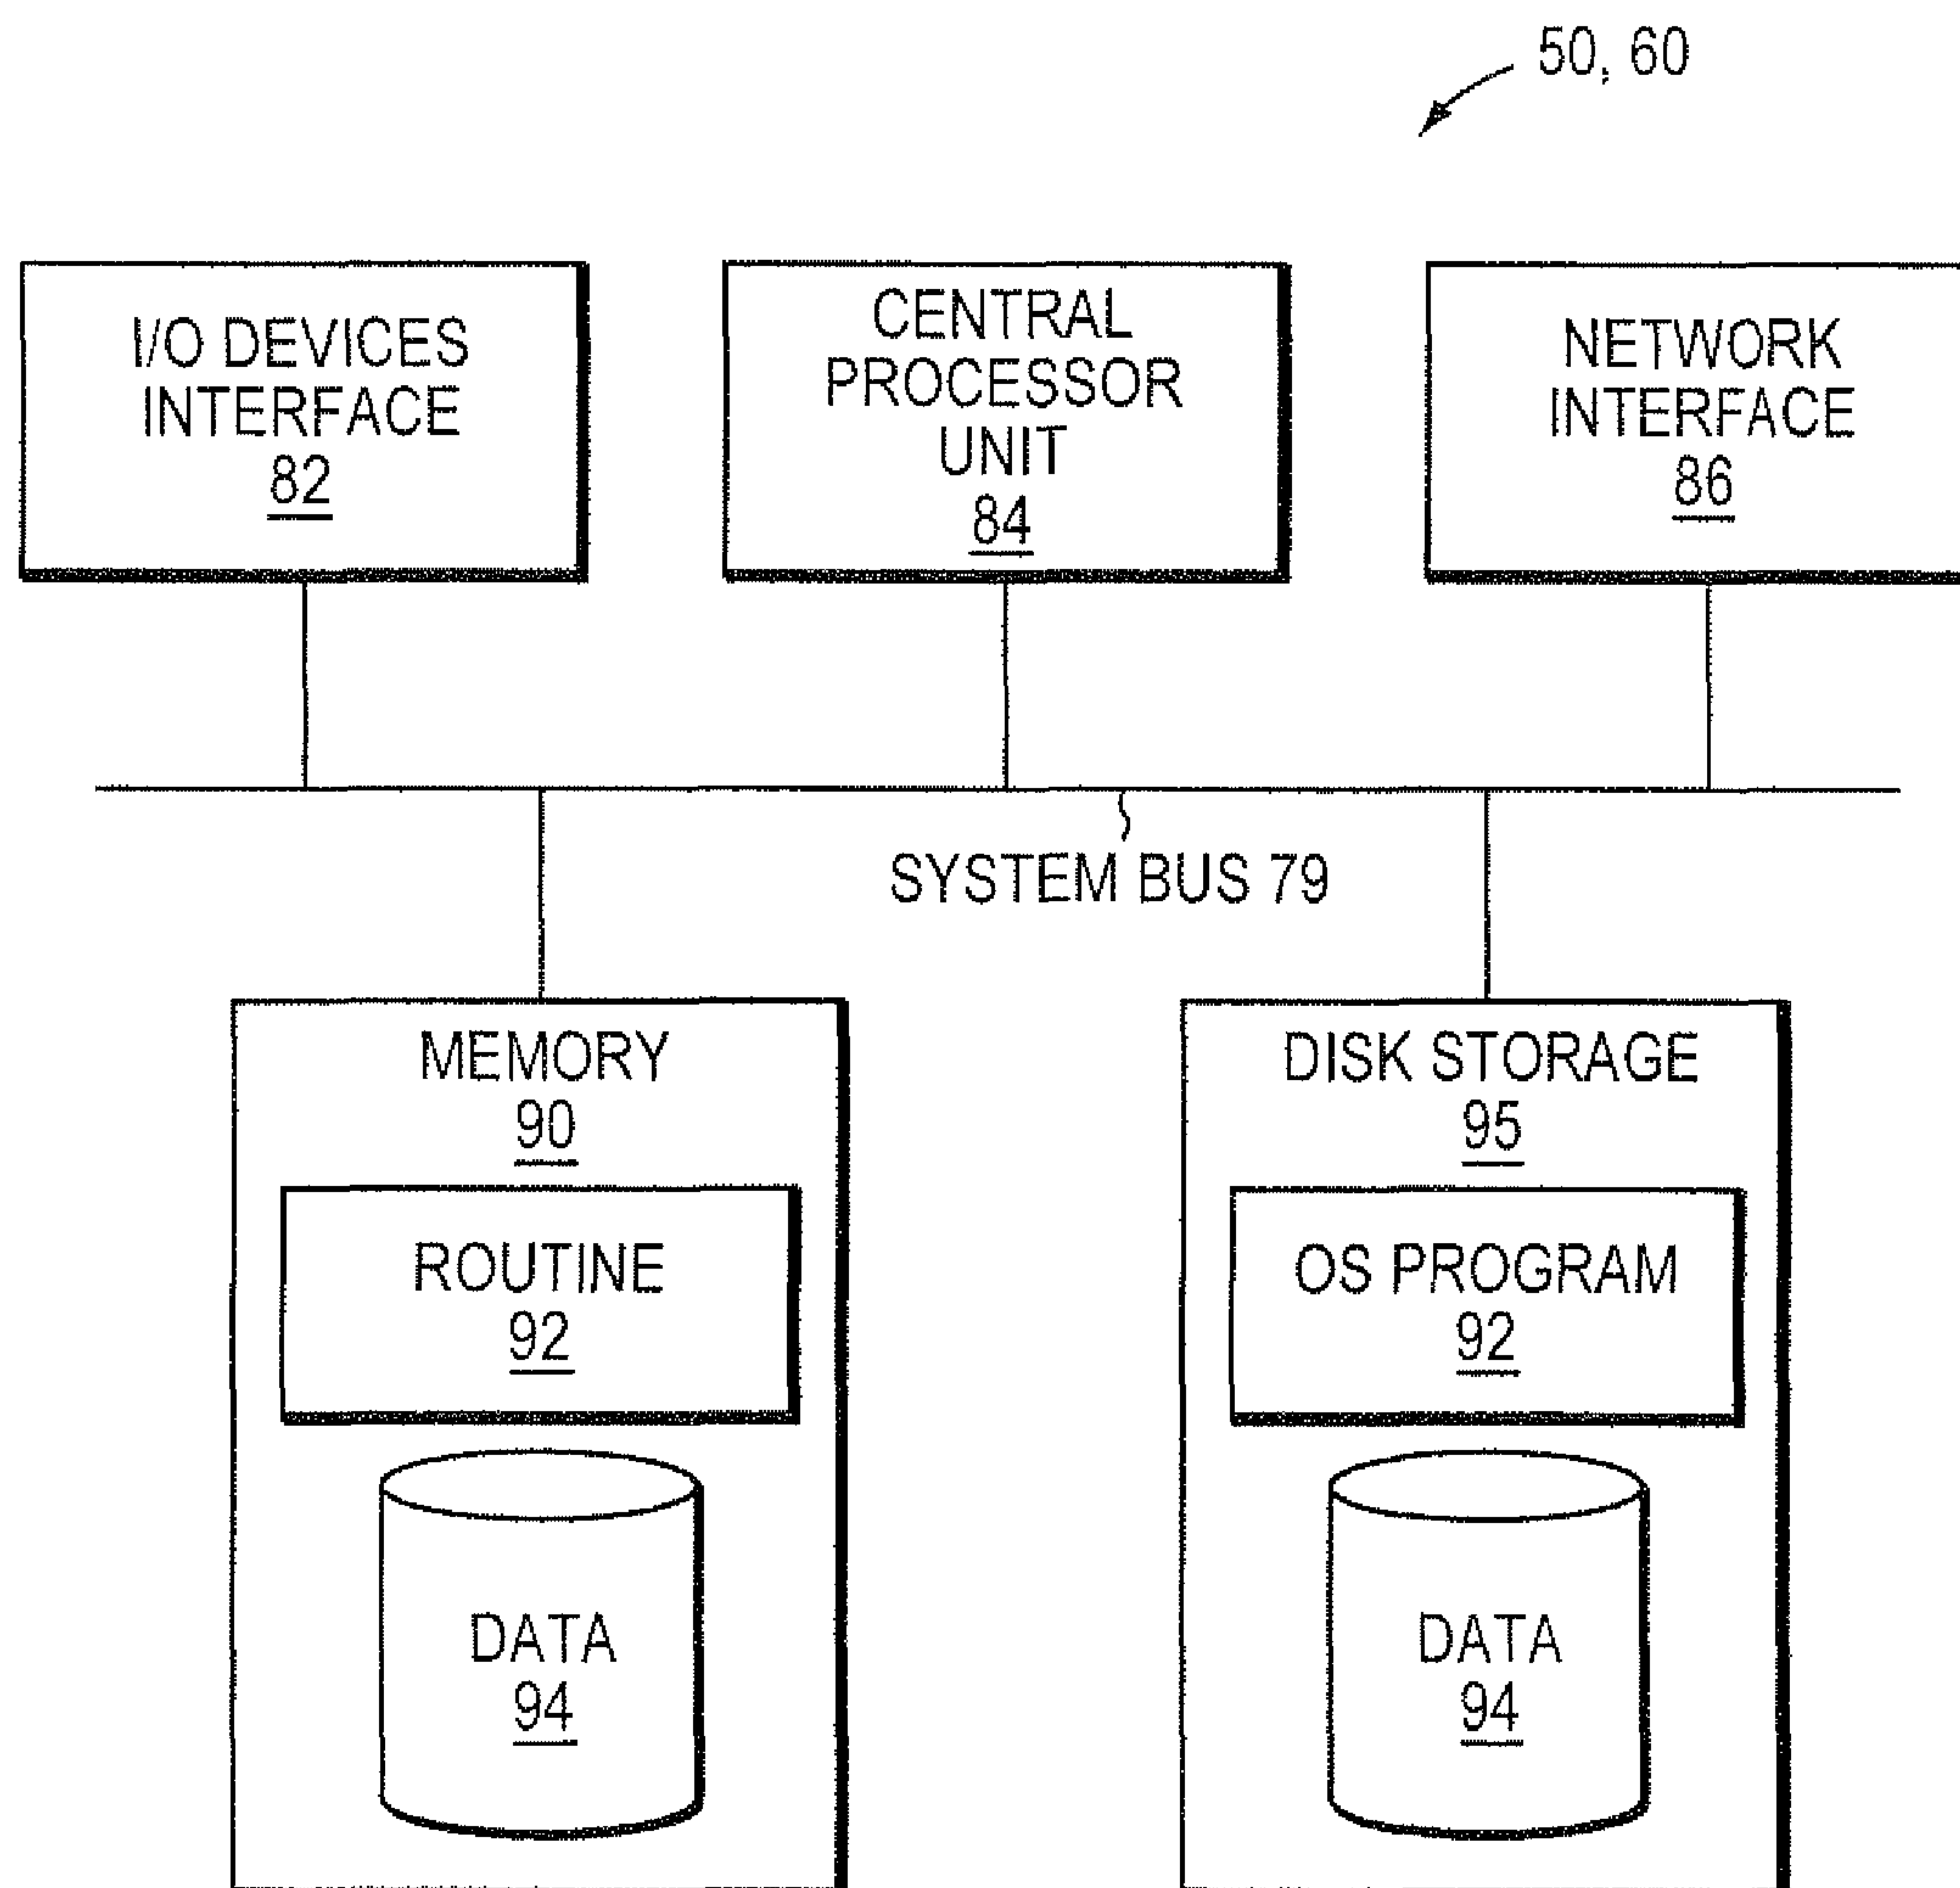 50, 60
I/O DEVICES
INTERFACE
82
CENTRAL
PROCESSOR
UNIT
84
NETWORK
INTERFACE
86
SYSTEM BUS 79
MEMORY
90
ROUTINE
92
DATA
94
DISK STORAGE
95
OS PROGRAM
92
DATA
94